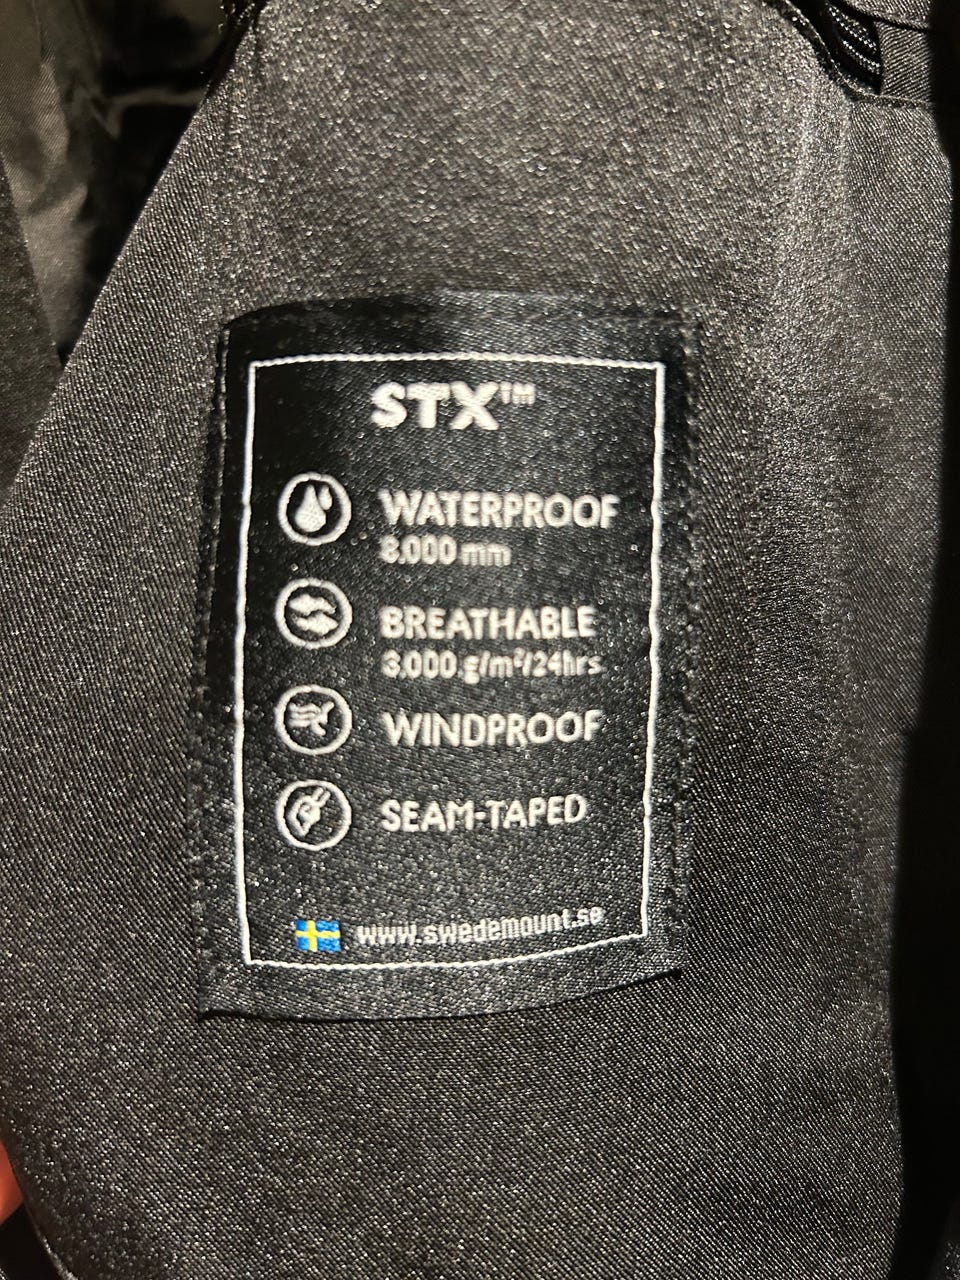 STX™
WATERPROOF
8.000 mm
BREATHABLE
3.000 g/m²/24hrs
WINDPROOF
SEAM-TAPED
www.swedemount.se